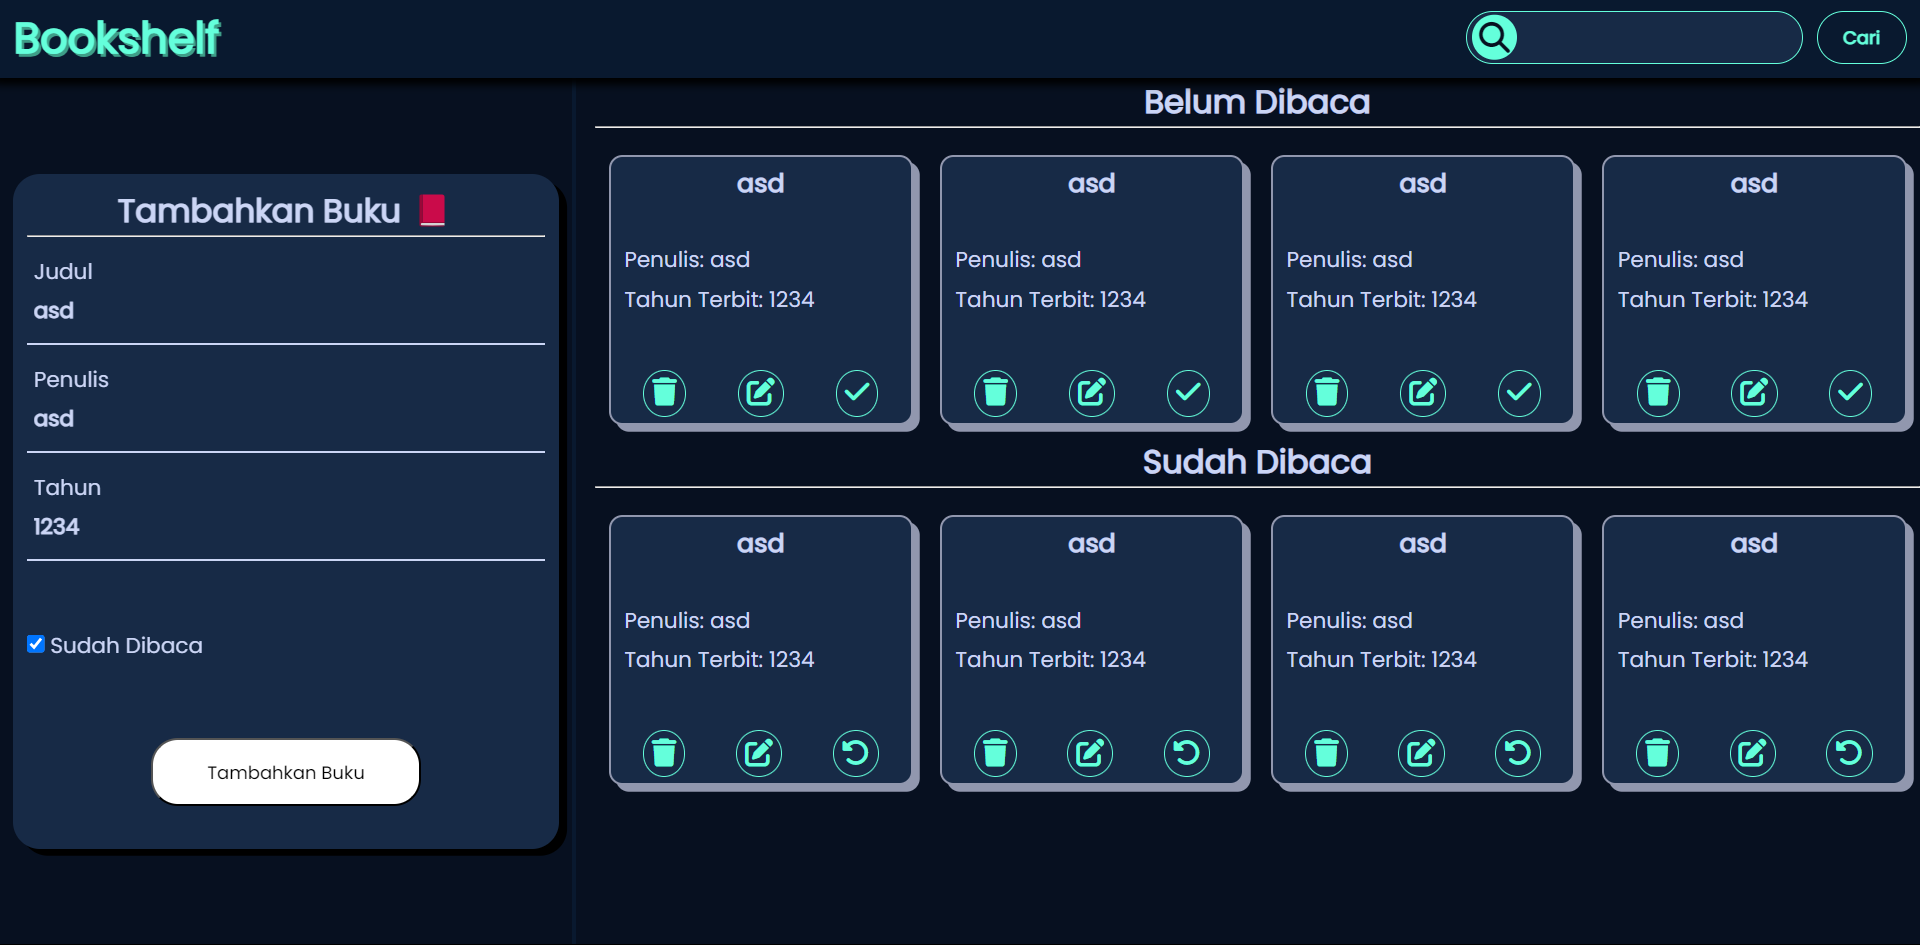 Bookshelf
Cari
Tambahkan Buku
Judul
asd
Penulis
asd
Tahun
1234
Sudah Dibaca
Tambahkan Buku
Belum Dibaca
asd
Penulis: asd
Tahun Terbit: 1234
asd
Penulis: asd
Tahun Terbit: 1234
asd
Penulis: asd
Tahun Terbit: 1234
asd
Penulis: asd
Tahun Terbit: 1234
Sudah Dibaca
asd
Penulis: asd
Tahun Terbit: 1234
asd
Penulis: asd
Tahun Terbit: 1234
asd
Penulis: asd
Tahun Terbit: 1234
asd
Penulis: asd
Tahun Terbit: 1234